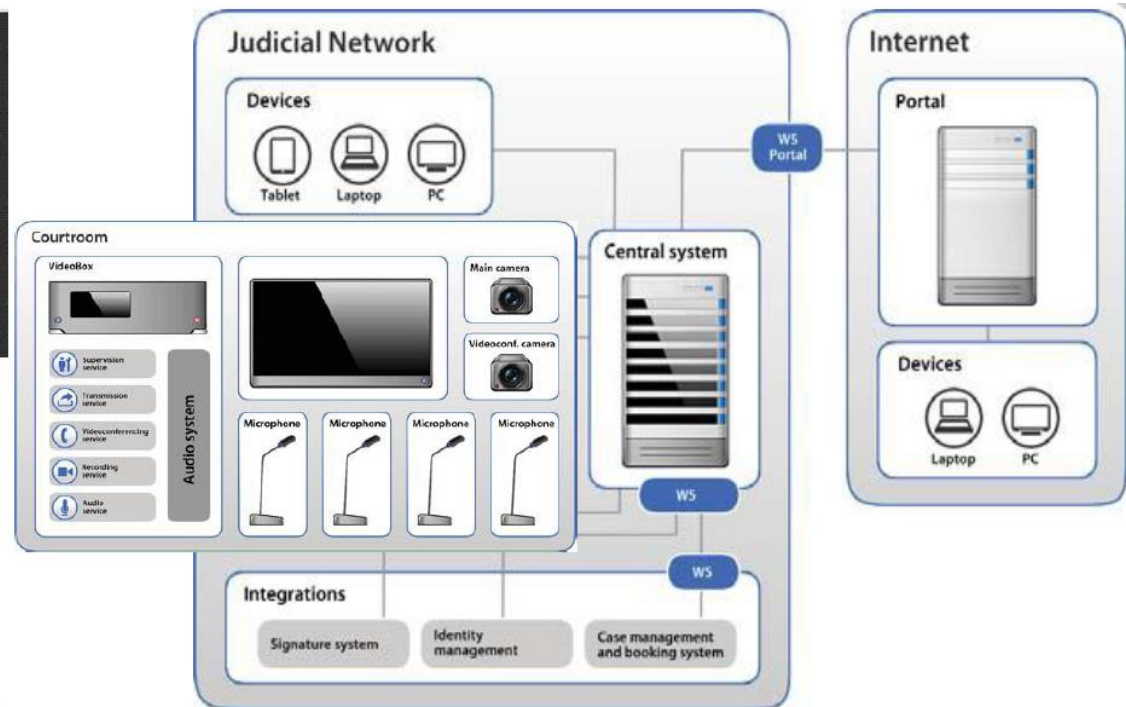 Judicial Network
Devices
Tablet
Laptop
PC
WS
Portal
Internet
Portal
Devices
Laptop
PC
Courtroom
VideoBox
Supervision
service
Transmission
service
Videoconferencing
service
Recording
service
Audio
service
Audio system
Main camera
Videoconf. camera
Microphone
Microphone
Microphone
Microphone
Central system
WS
WS
Integrations
Signature system
Identity
management
Case management
and booking system